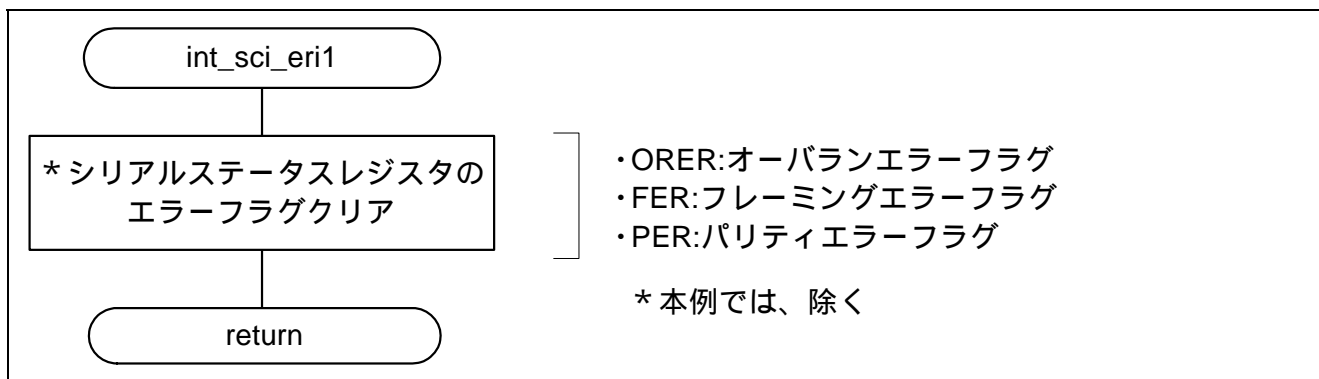 int_sci_eri1
*シリアルステータスレジスタの
エラーフラグクリア
・ORER:オーバランエラーフラグ
・FER:フレーミングエラーフラグ
・PER:パリティエラーフラグ
*本例では、除く
return